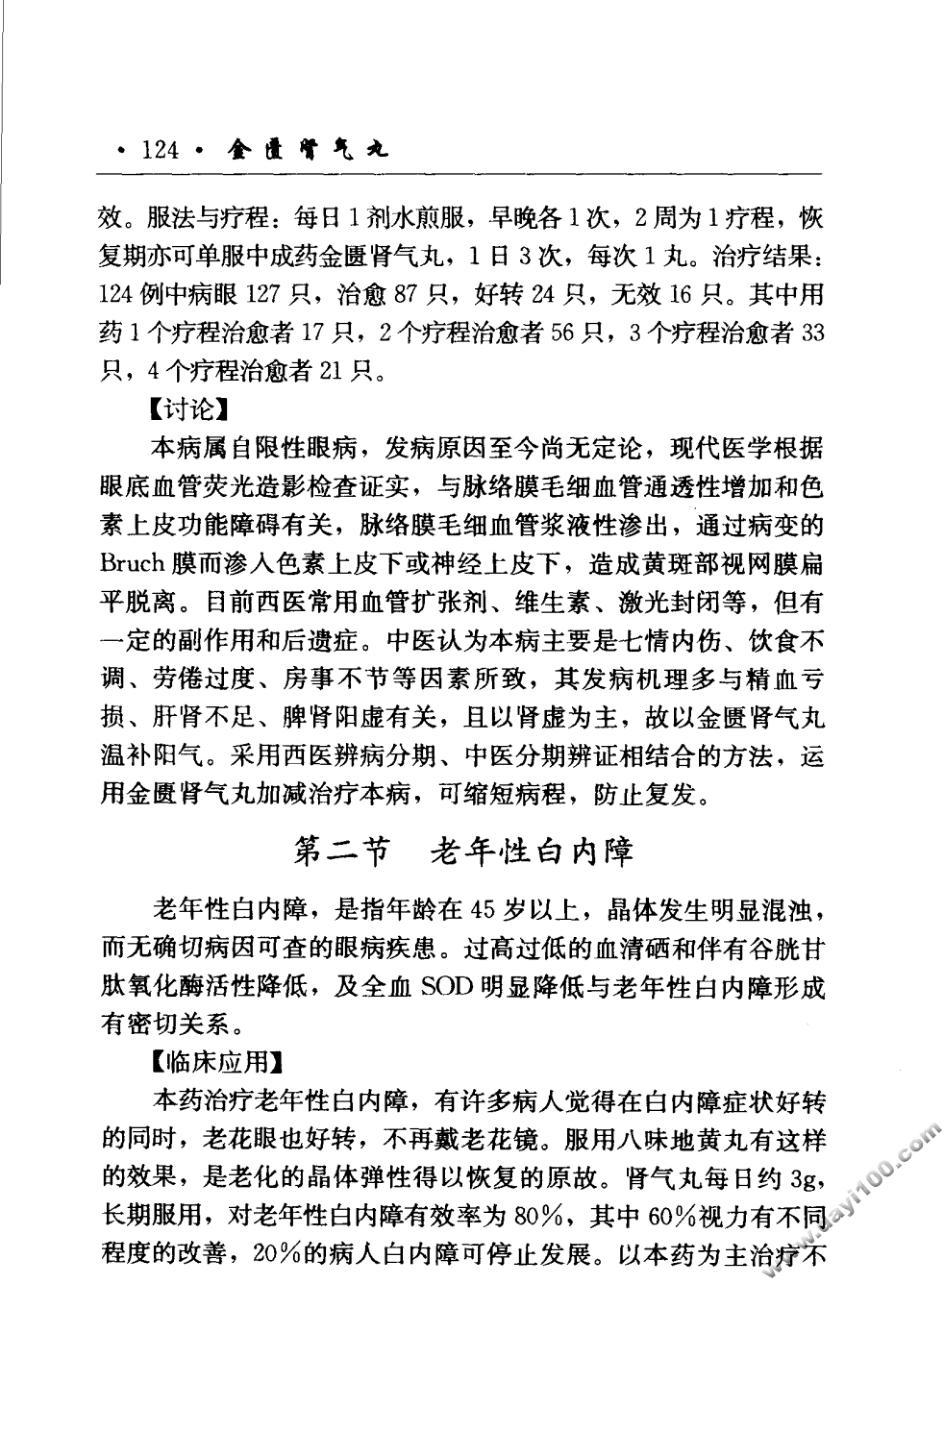 · 124 · 金匮肾气丸
效。服法与疗程：每日 1 剂水煎服，早晚各 1 次，2 周为 1 疗程，恢
复期亦可单服中成药金匮肾气丸，1 日 3 次，每次 1 丸。治疗结果：
124 例中病眼 127 只，治愈 87 只，好转 24 只，无效 16 只。其中用
药 1 个疗程治愈者 17 只，2 个疗程治愈者 56 只，3 个疗程治愈者 33
只，4 个疗程治愈者 21 只。
【讨论】
本病属自限性眼病，发病原因至今尚无定论，现代医学根据
眼底血管荧光造影检查证实，与脉络膜毛细血管通透性增加和色
素上皮功能障碍有关，脉络膜毛细血管浆液性渗出，通过病变的
Bruch 膜而渗入色素上皮下或神经上皮下，造成黄斑部视网膜扁
平脱离。目前西医常用血管扩张剂、维生素、激光封闭等，但有
一定的副作用和后遗症。中医认为本病主要是七情内伤、饮食不
调、劳倦过度、房事不节等因素所致，其发病机理多与精血亏
损、肝肾不足、脾肾阳虚有关，且以肾虚为主，故以金匮肾气丸
温补阳气。采用西医辨病分期、中医分期辨证相结合的方法，运
用金匮肾气丸加减治疗本病，可缩短病程，防止复发。
第二节 老年性白内障
老年性白内障，是指年龄在 45 岁以上，晶体发生明显混浊，
而无确切病因可查的眼病疾患。过高过低的血清硒和伴有谷胱甘
肽氧化酶活性降低，及全血 SOD 明显降低与老年性白内障形成
有密切关系。
【临床应用】
本药治疗老年性白内障，有许多病人觉得在白内障症状好转
的同时，老花眼也好转，不再戴老花镜。服用八味地黄丸有这样
的效果，是老化的晶体弹性得以恢复的原故。肾气丸每日约 3g，
长期服用，对老年性白内障有效率为 80％，其中 60％视力有不同
程度的改善，20％的病人白内障可停止发展。以本药为主治疗不
www.dayi100.com